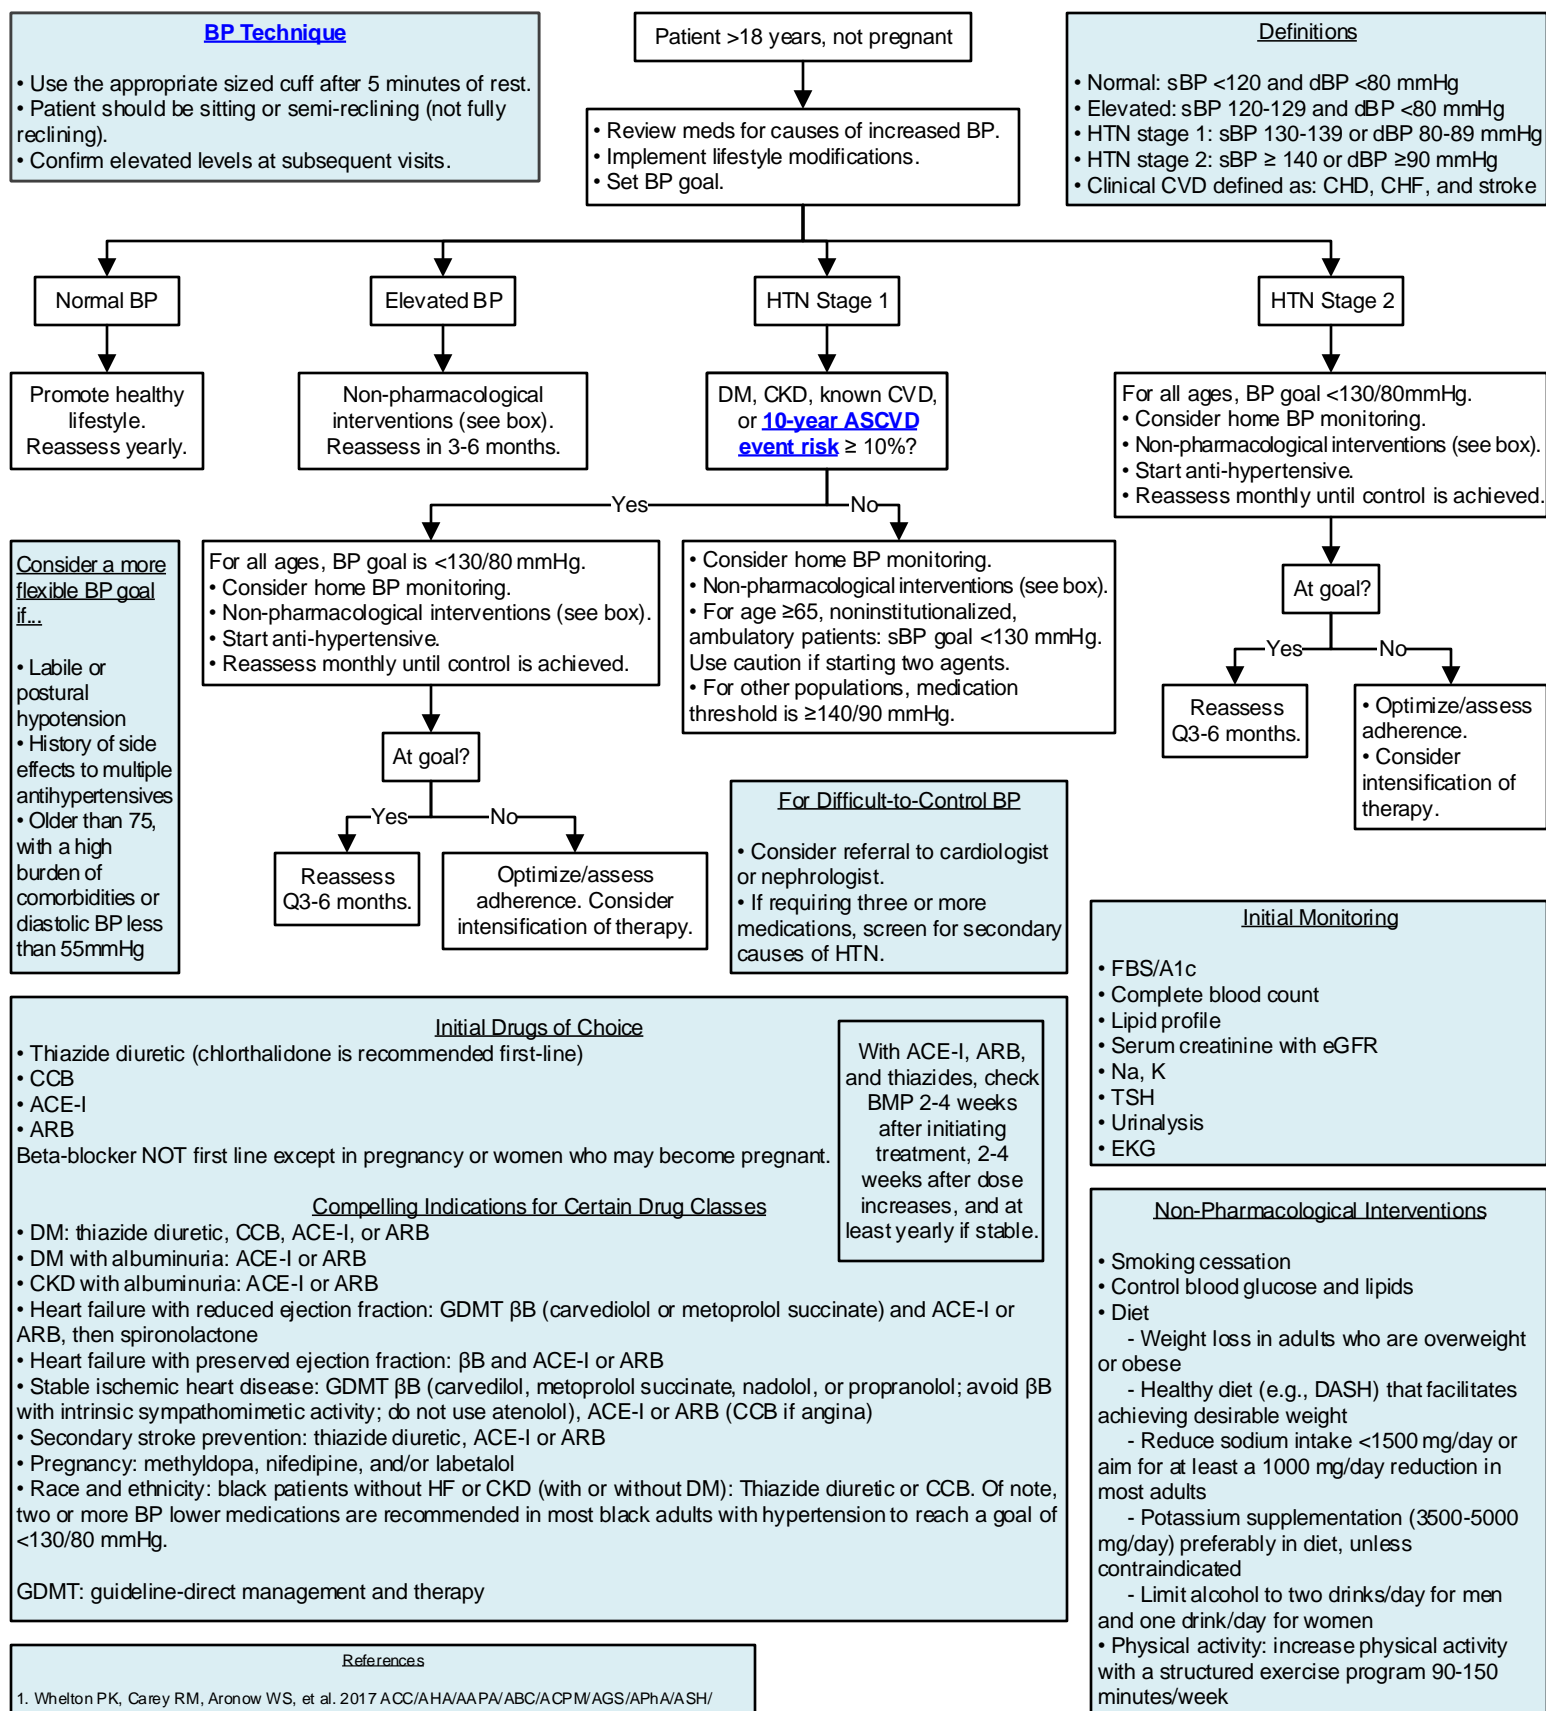 BP Technique
• Use the appropriate sized cuff after 5 minutes of rest.
• Patient should be sitting or semi-reclining (not fully
reclining).
• Confirm elevated levels at subsequent visits.
Patient >18 years, not pregnant
Definitions
• Normal: sBP <120 and dBP <80 mmHg
• Elevated: sBP 120-129 and dBP <80 mmHg
• HTN stage 1: sBP 130-139 or dBP 80-89 mmHg
• HTN stage 2: sBP ≥ 140 or dBP ≥90 mmHg
• Clinical CVD defined as: CHD, CHF, and stroke
• Review meds for causes of increased BP.
• Implement lifestyle modifications.
• Set BP goal.
Normal BP
Elevated BP
HTN Stage 1
HTN Stage 2
Promote healthy
lifestyle.
Reassess yearly.
Non-pharmacological
interventions (see box).
Reassess in 3-6 months.
DM, CKD, known CVD,
or 10-year ASCVD
event risk ≥ 10%?
For all ages, BP goal <130/80mmHg.
• Consider home BP monitoring.
• Non-pharmacological interventions (see box).
• Start anti-hypertensive.
• Reassess monthly until control is achieved.
Yes
No
Consider a more
flexible BP goal
if...
• Labile or
postural
hypotension
• History of side
effects to multiple
antihypertensives
• Older than 75,
with a high
burden of
comorbidities or
diastolic BP less
than 55mmHg
For all ages, BP goal is <130/80 mmHg.
• Consider home BP monitoring.
• Non-pharmacological interventions (see box).
• Start anti-hypertensive.
• Reassess monthly until control is achieved.
• Consider home BP monitoring.
• Non-pharmacological interventions (see box).
• For age ≥65, noninstitutionalized,
ambulatory patients: sBP goal <130 mmHg.
Use caution if starting two agents.
• For other populations, medication
threshold is ≥140/90 mmHg.
At goal?
Yes
No
Reassess
Q3-6 months.
• Optimize/assess
adherence.
• Consider
intensification of
therapy.
At goal?
Yes
No
Reassess
Q3-6 months.
Optimize/assess
adherence. Consider
intensification of therapy.
For Difficult-to-Control BP
• Consider referral to cardiologist
or nephrologist.
• If requiring three or more
medications, screen for secondary
causes of HTN.
Initial Monitoring
• FBS/A1c
• Complete blood count
• Lipid profile
• Serum creatinine with eGFR
• Na, K
• TSH
• Urinalysis
• EKG
Initial Drugs of Choice
• Thiazide diuretic (chlorthalidone is recommended first-line)
• CCB
• ACE-I
• ARB
Beta-blocker NOT first line except in pregnancy or women who may become pregnant.
With ACE-I, ARB,
and thiazides, check
BMP 2-4 weeks
after initiating
treatment, 2-4
weeks after dose
increases, and at
least yearly if stable.
Compelling Indications for Certain Drug Classes
• DM: thiazide diuretic, CCB, ACE-I, or ARB
• DM with albuminuria: ACE-I or ARB
• CKD with albuminuria: ACE-I or ARB
• Heart failure with reduced ejection fraction: GDMT βB (carvediolol or metoprolol succinate) and ACE-I or
ARB, then spironolactone
• Heart failure with preserved ejection fraction: βB and ACE-I or ARB
• Stable ischemic heart disease: GDMT βB (carvedilol, metoprolol succinate, nadolol, or propranolol; avoid βB
with intrinsic sympathomimetic activity; do not use atenolol), ACE-I or ARB (CCB if angina)
• Secondary stroke prevention: thiazide diuretic, ACE-I or ARB
• Pregnancy: methyldopa, nifedipine, and/or labetalol
• Race and ethnicity: black patients without HF or CKD (with or without DM): Thiazide diuretic or CCB. Of note,
two or more BP lower medications are recommended in most black adults with hypertension to reach a goal of
<130/80 mmHg.
GDMT: guideline-direct management and therapy
Non-Pharmacological Interventions
• Smoking cessation
• Control blood glucose and lipids
• Diet
- Weight loss in adults who are overweight
or obese
- Healthy diet (e.g., DASH) that facilitates
achieving desirable weight
- Reduce sodium intake <1500 mg/day or
aim for at least a 1000 mg/day reduction in
most adults
- Potassium supplementation (3500-5000
mg/day) preferably in diet, unless
contraindicated
- Limit alcohol to two drinks/day for men
and one drink/day for women
• Physical activity: increase physical activity
with a structured exercise program 90-150
minutes/week
References
1. Whelton PK, Carey RM, Aronow WS, et al. 2017 ACC/AHA/AAPA/ABC/ACPM/AGS/APhA/ASH/